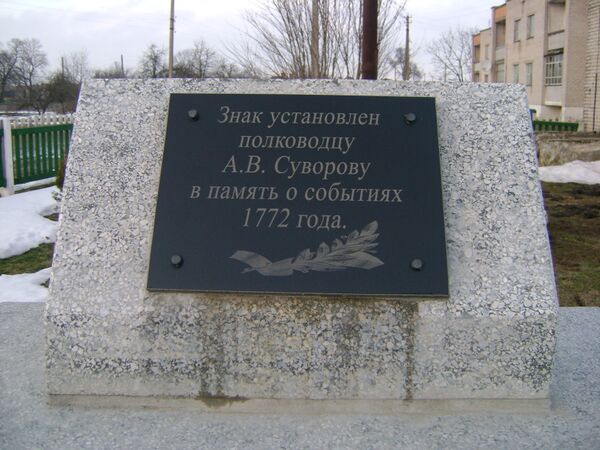 Знак установлен
полководцу
А.В. Суворову
в память о событиях
1772 года.